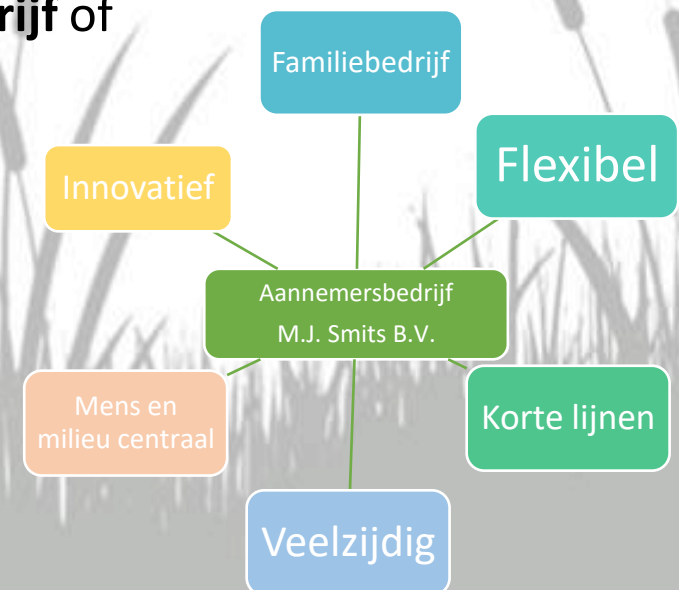 rijf of
Familiebedrijf
Flexibel
Innovatief
Aannemersbedrijf
M.J. Smits B.V.
Mens en
milieu centraal
Korte lijnen
Veelzijdig